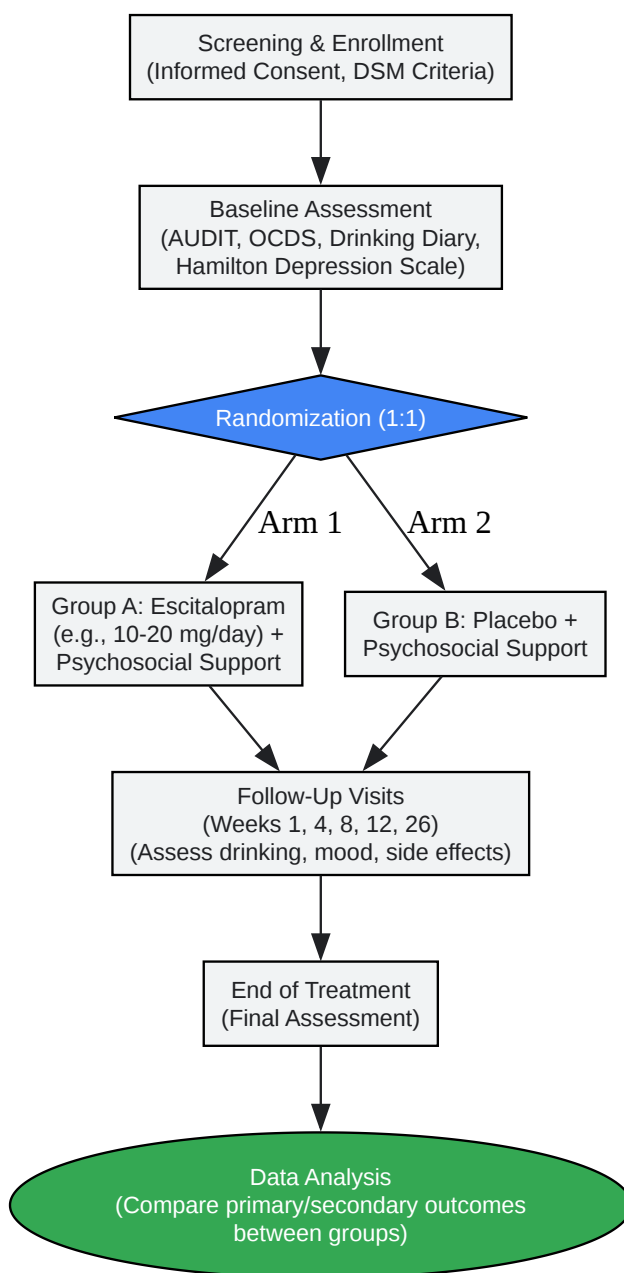 Screening & Enrollment
(Informed Consent, DSM Criteria)
Baseline Assessment
(AUDIT, OCDS, Drinking Diary,
Hamilton Depression Scale)
Randomization (1:1)
Arm 1
Arm 2
Group A: Escitalopram
(e.g., 10-20 mg/day) +
Psychosocial Support
Group B: Placebo +
Psychosocial Support
Follow-Up Visits
(Weeks 1, 4, 8, 12, 26)
(Assess drinking, mood, side effects)
End of Treatment
(Final Assessment)
Data Analysis
(Compare primary/secondary outcomes
between groups)